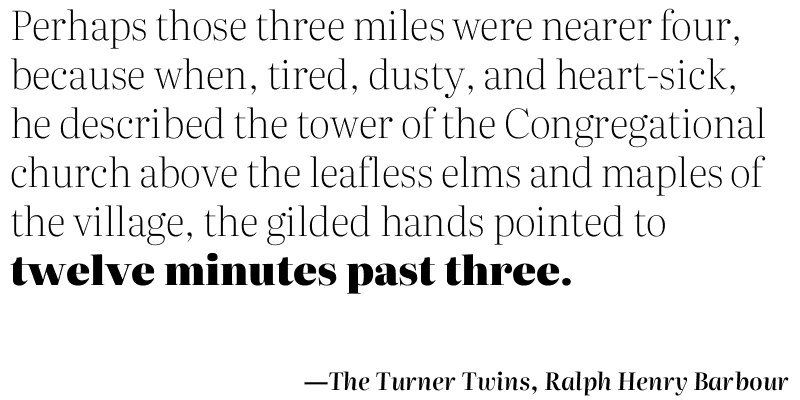 Perhaps those three miles were nearer four,
because when, tired, dusty, and heart-sick,
he described the tower of the Congregational
church above the leafless elms and maples of
the village, the gilded hands pointed to
twelve minutes past three.
—The Turner Twins, Ralph Henry Barbour